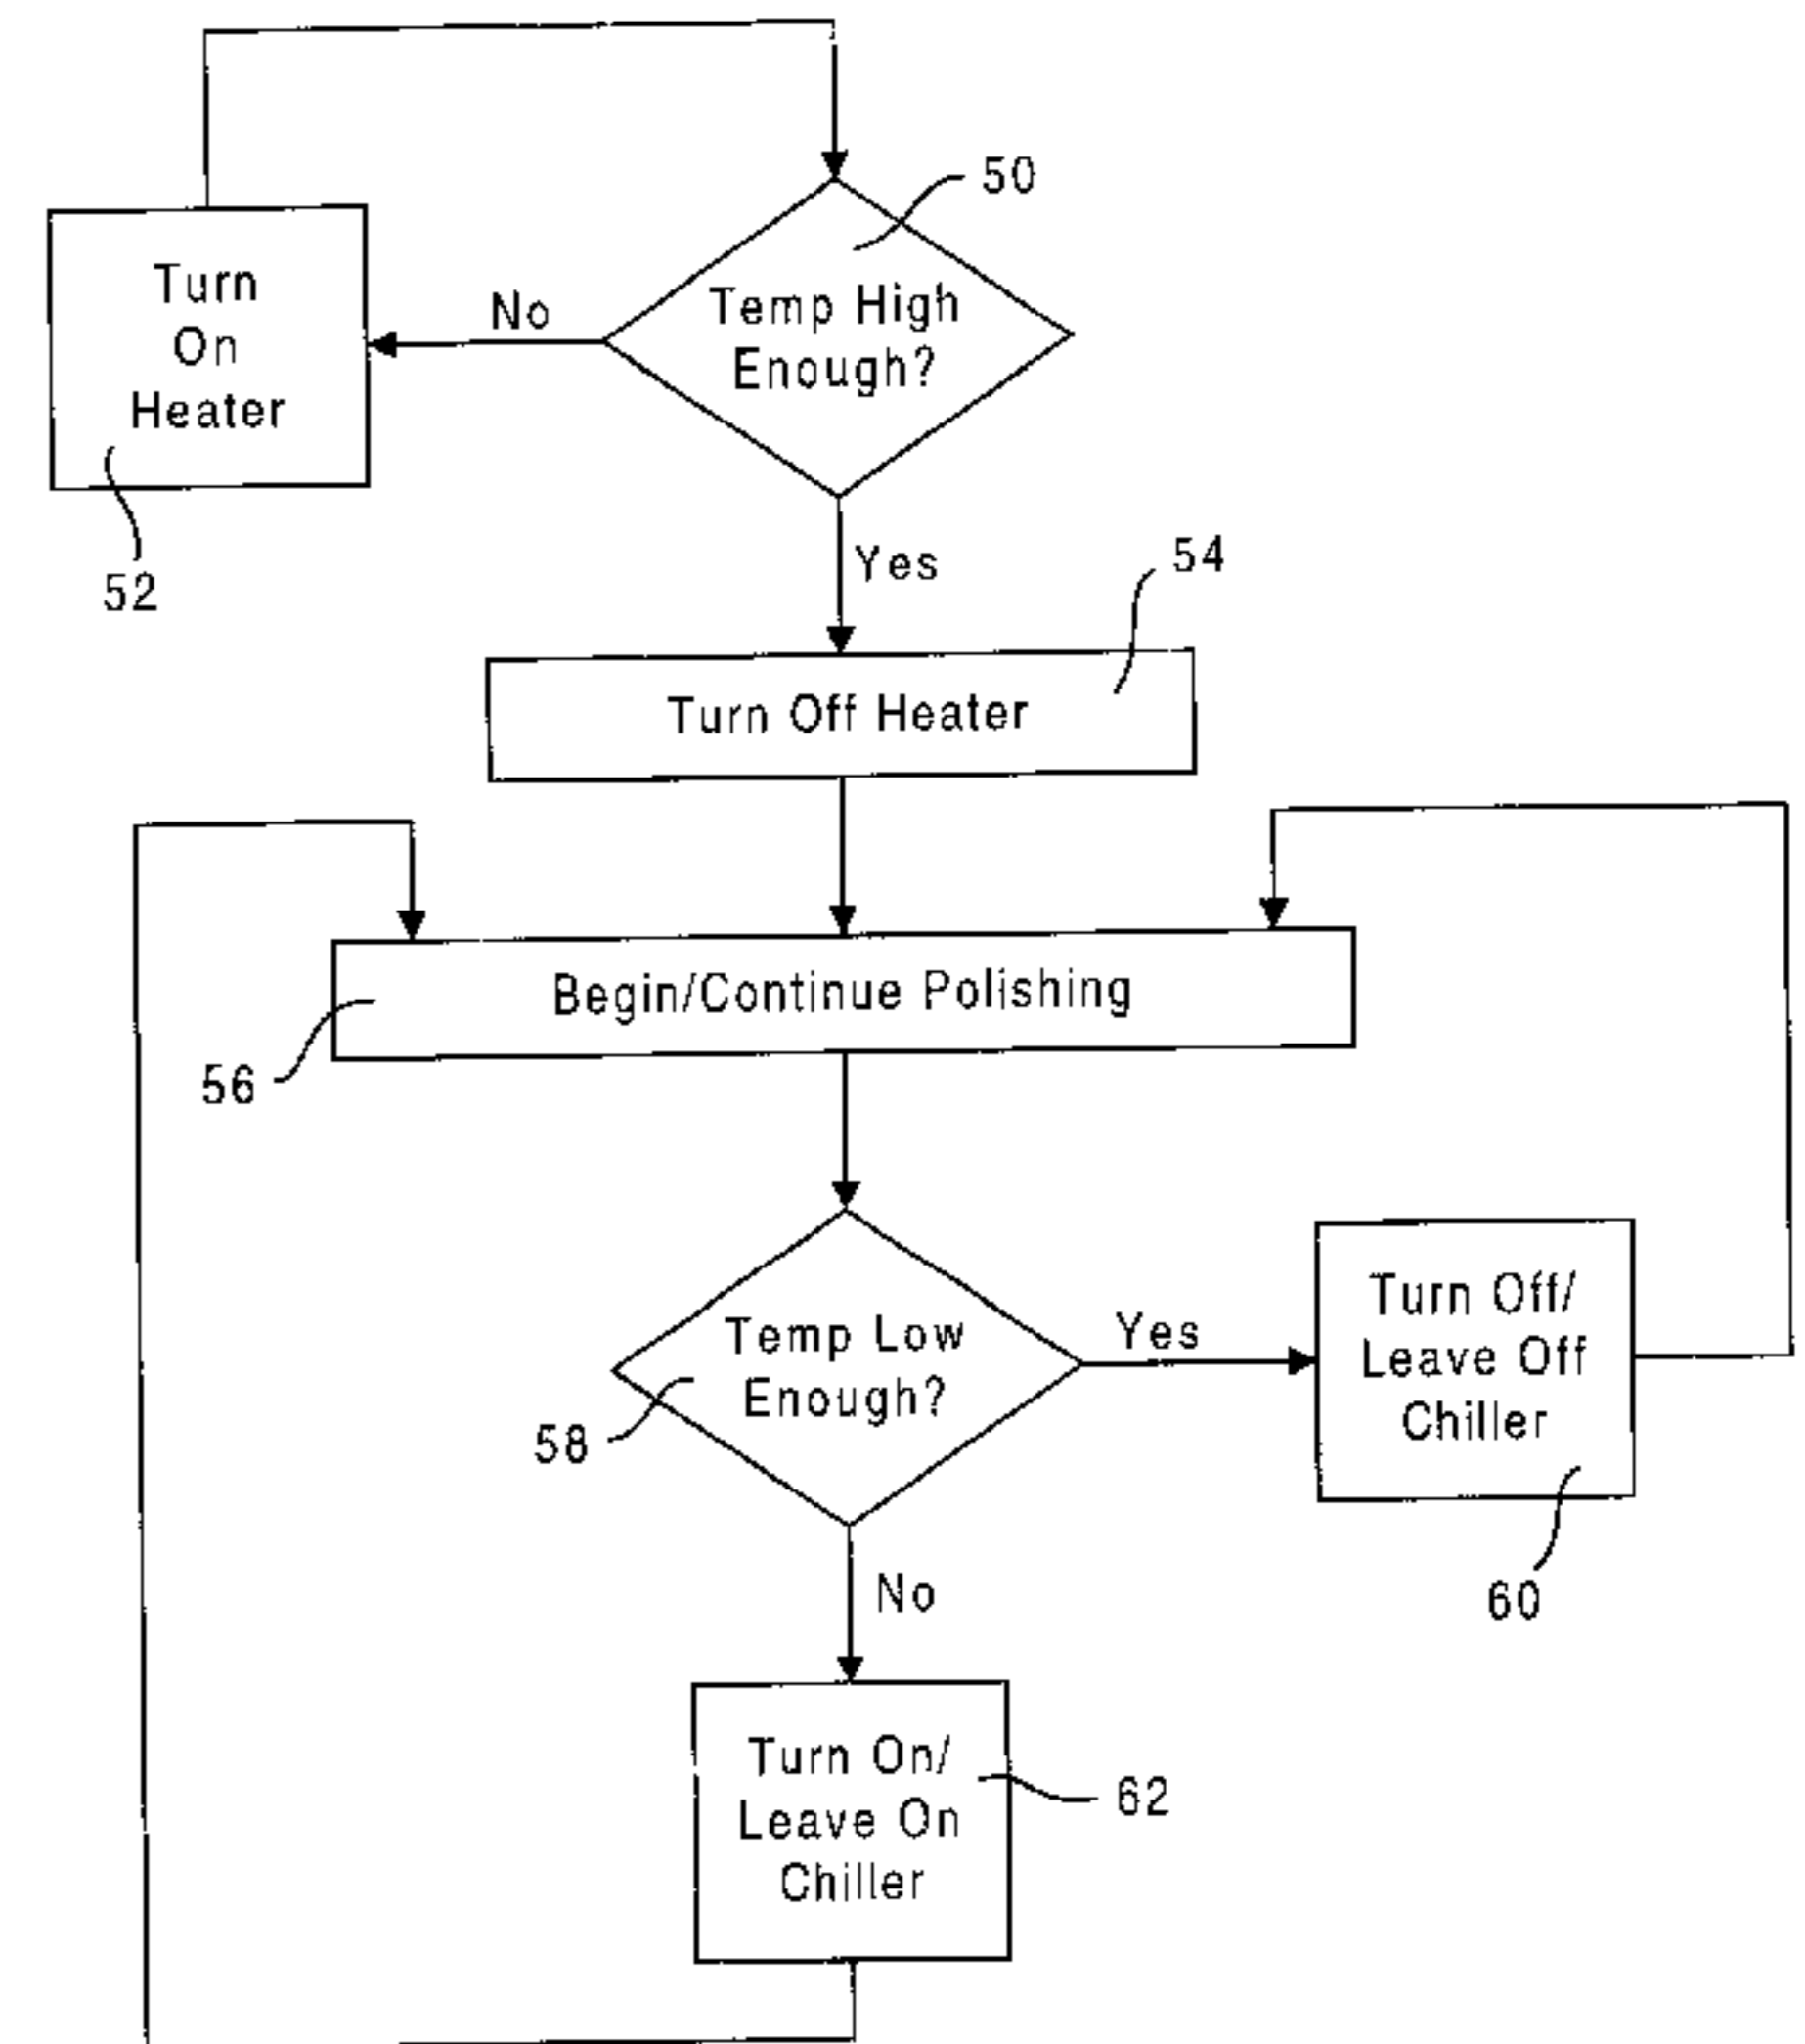 50
Temp High
Enough?
No
Turn
On
Heater
52
Yes
54
Turn Off Heater
Begin/Continue Polishing
56
Temp Low
Enough?
58
Yes
Turn Off/
Leave Off
Chiller
60
No
Turn On/
Leave On
Chiller
62